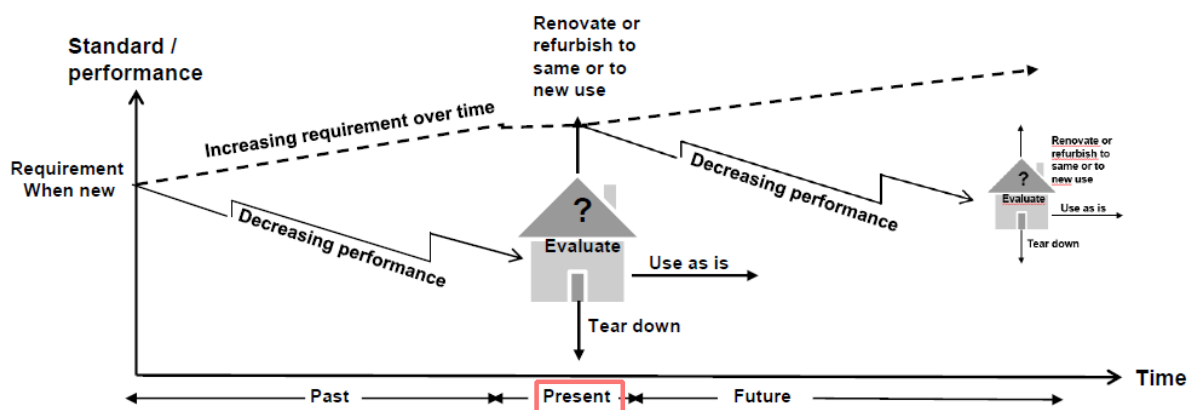 Standard /
performance
Renovate or
refurbish to
same or to
new use
Increasing requirement over time
Requirement
When new
Decreasing performance
?
Evaluate
Use as is
Tear down
Decreasing performance
Renovate or
refurbish to
same or to
new use
?
Evaluate
Use as is
Tear down
Time
Past
Present
Future